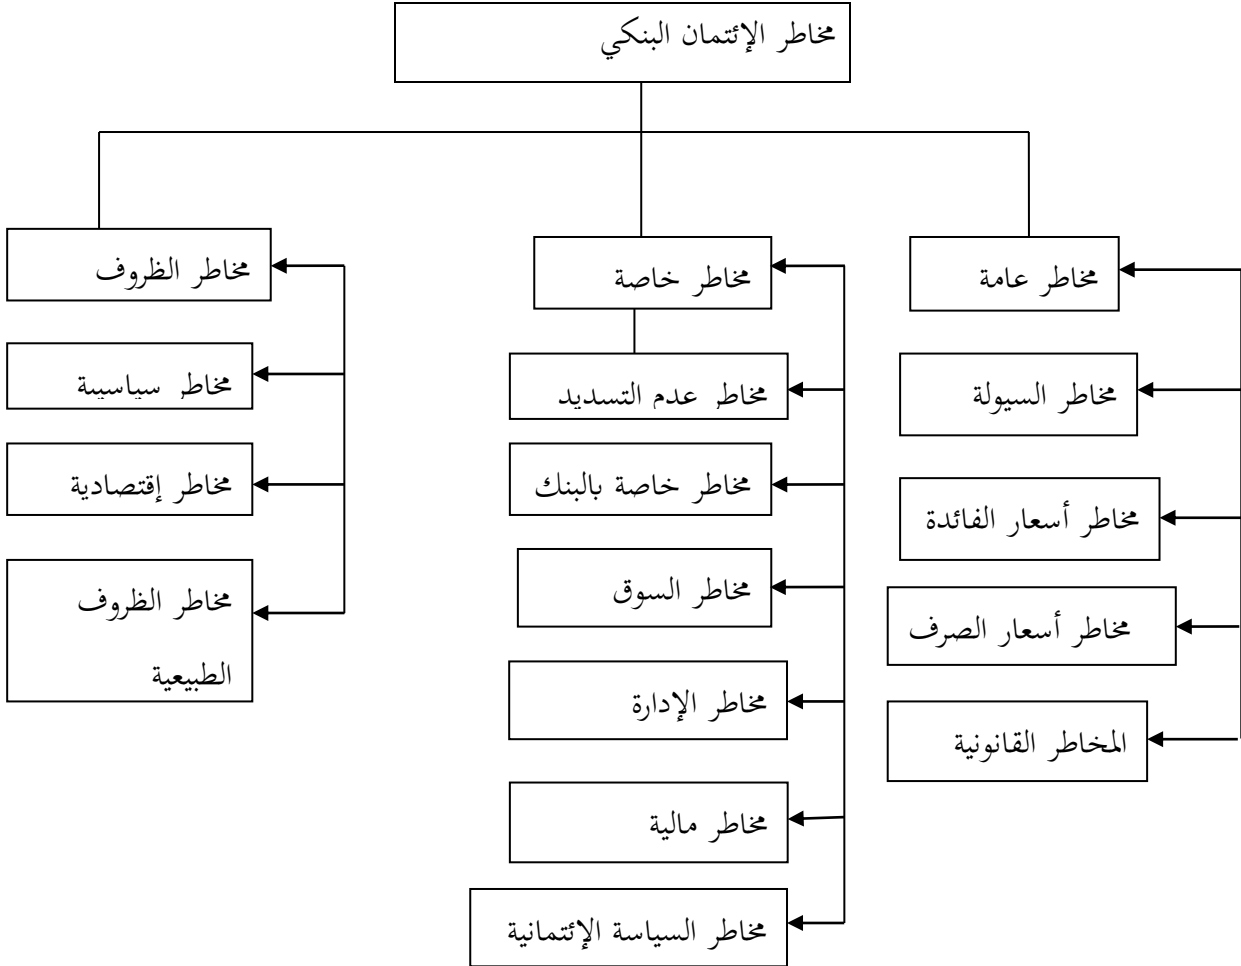 مخاطر الإئتمان البنكي
مخاطر عامة
مخاطر السيولة
مخاطر أسعار الفائدة
مخاطر أسعار الصرف
المخاطر القانونية
مخاطر خاصة
مخاطر عدم التسديد
مخاطر خاصة بالبنك
مخاطر السوق
مخاطر الإدارة
مخاطر مالية
مخاطر السياسة الإئتمانية
مخاطر الظروف
مخاطر سياسيية
مخاطر إقتصادية
مخاطر الظروف
الطبيعية